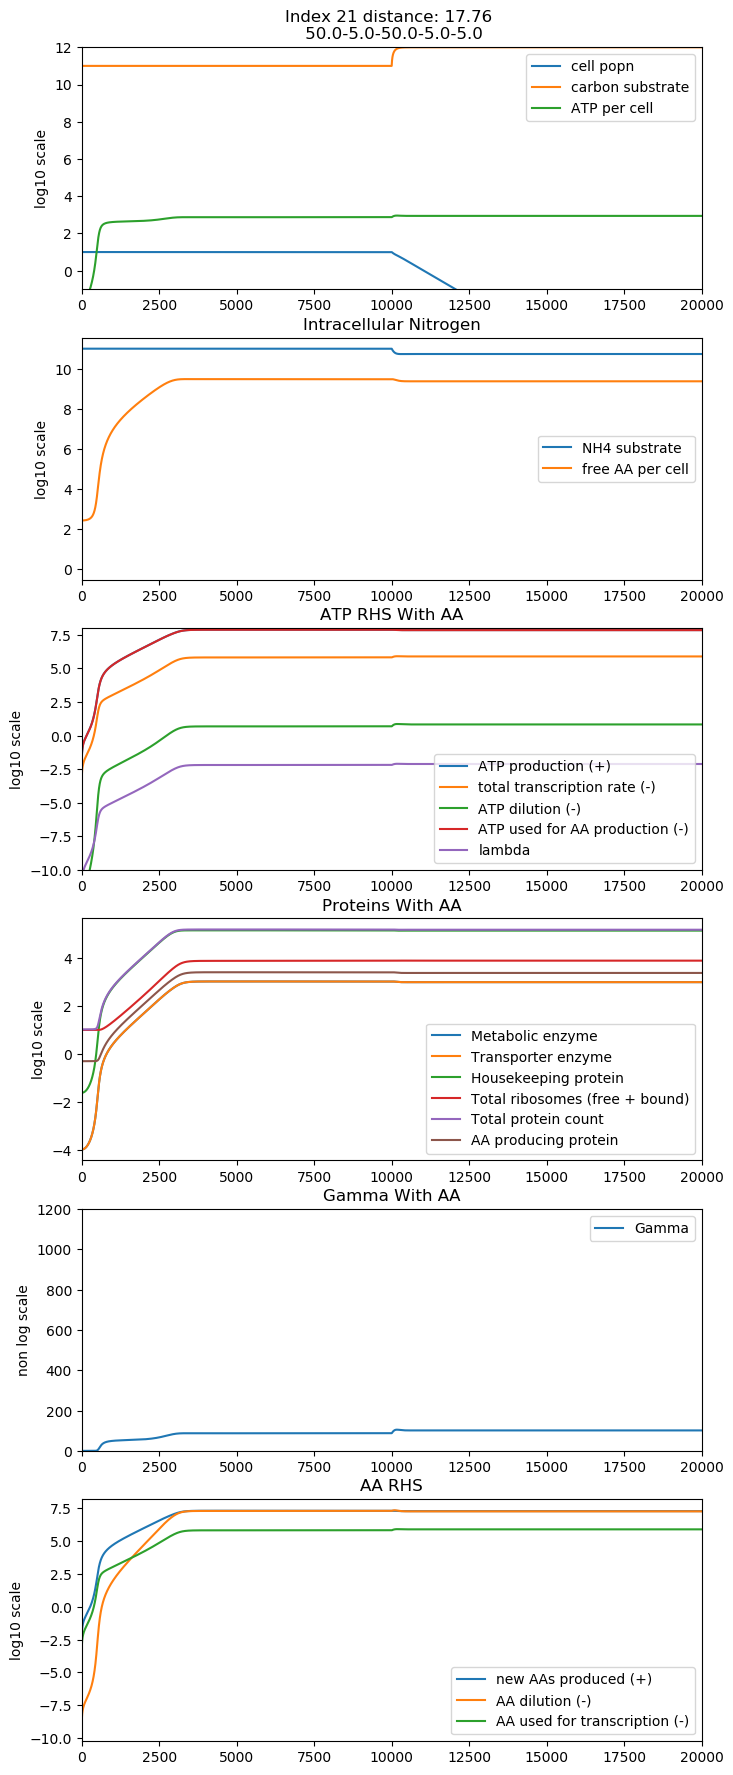 Index 21 distance: 17.76
50.0-5.0-50.0-5.0-5.0
12
10
8
6
4
2
0
log10 scale
cell popn
carbon substrate
ATP per cell
0 2500 5000 7500 10000 12500 15000 17500 20000
Intracellular Nitrogen
10
8
6
4
2
0
log10 scale
NH4 substrate
free AA per cell
0 2500 5000 7500 10000 12500 15000 17500 20000
ATP RHS With AA
7.5
5.0
2.5
0.0
−2.5
−5.0
−7.5
−10.0
log10 scale
ATP production (+)
total transcription rate (-)
ATP dilution (-)
ATP used for AA production (-)
lambda
0 2500 5000 7500 10000 12500 15000 17500 20000
Proteins With AA
4
2
0
−2
−4
log10 scale
Metabolic enzyme
Transporter enzyme
Housekeeping protein
Total ribosomes (free + bound)
Total protein count
AA producing protein
0 2500 5000 7500 10000 12500 15000 17500 20000
Gamma With AA
1200
1000
800
600
400
200
0
non log scale
Gamma
0 2500 5000 7500 10000 12500 15000 17500 20000
AA RHS
7.5
5.0
2.5
0.0
−2.5
−5.0
−7.5
−10.0
log10 scale
new AAs produced (+)
AA dilution (-)
AA used for transcription (-)
0 2500 5000 7500 10000 12500 15000 17500 20000